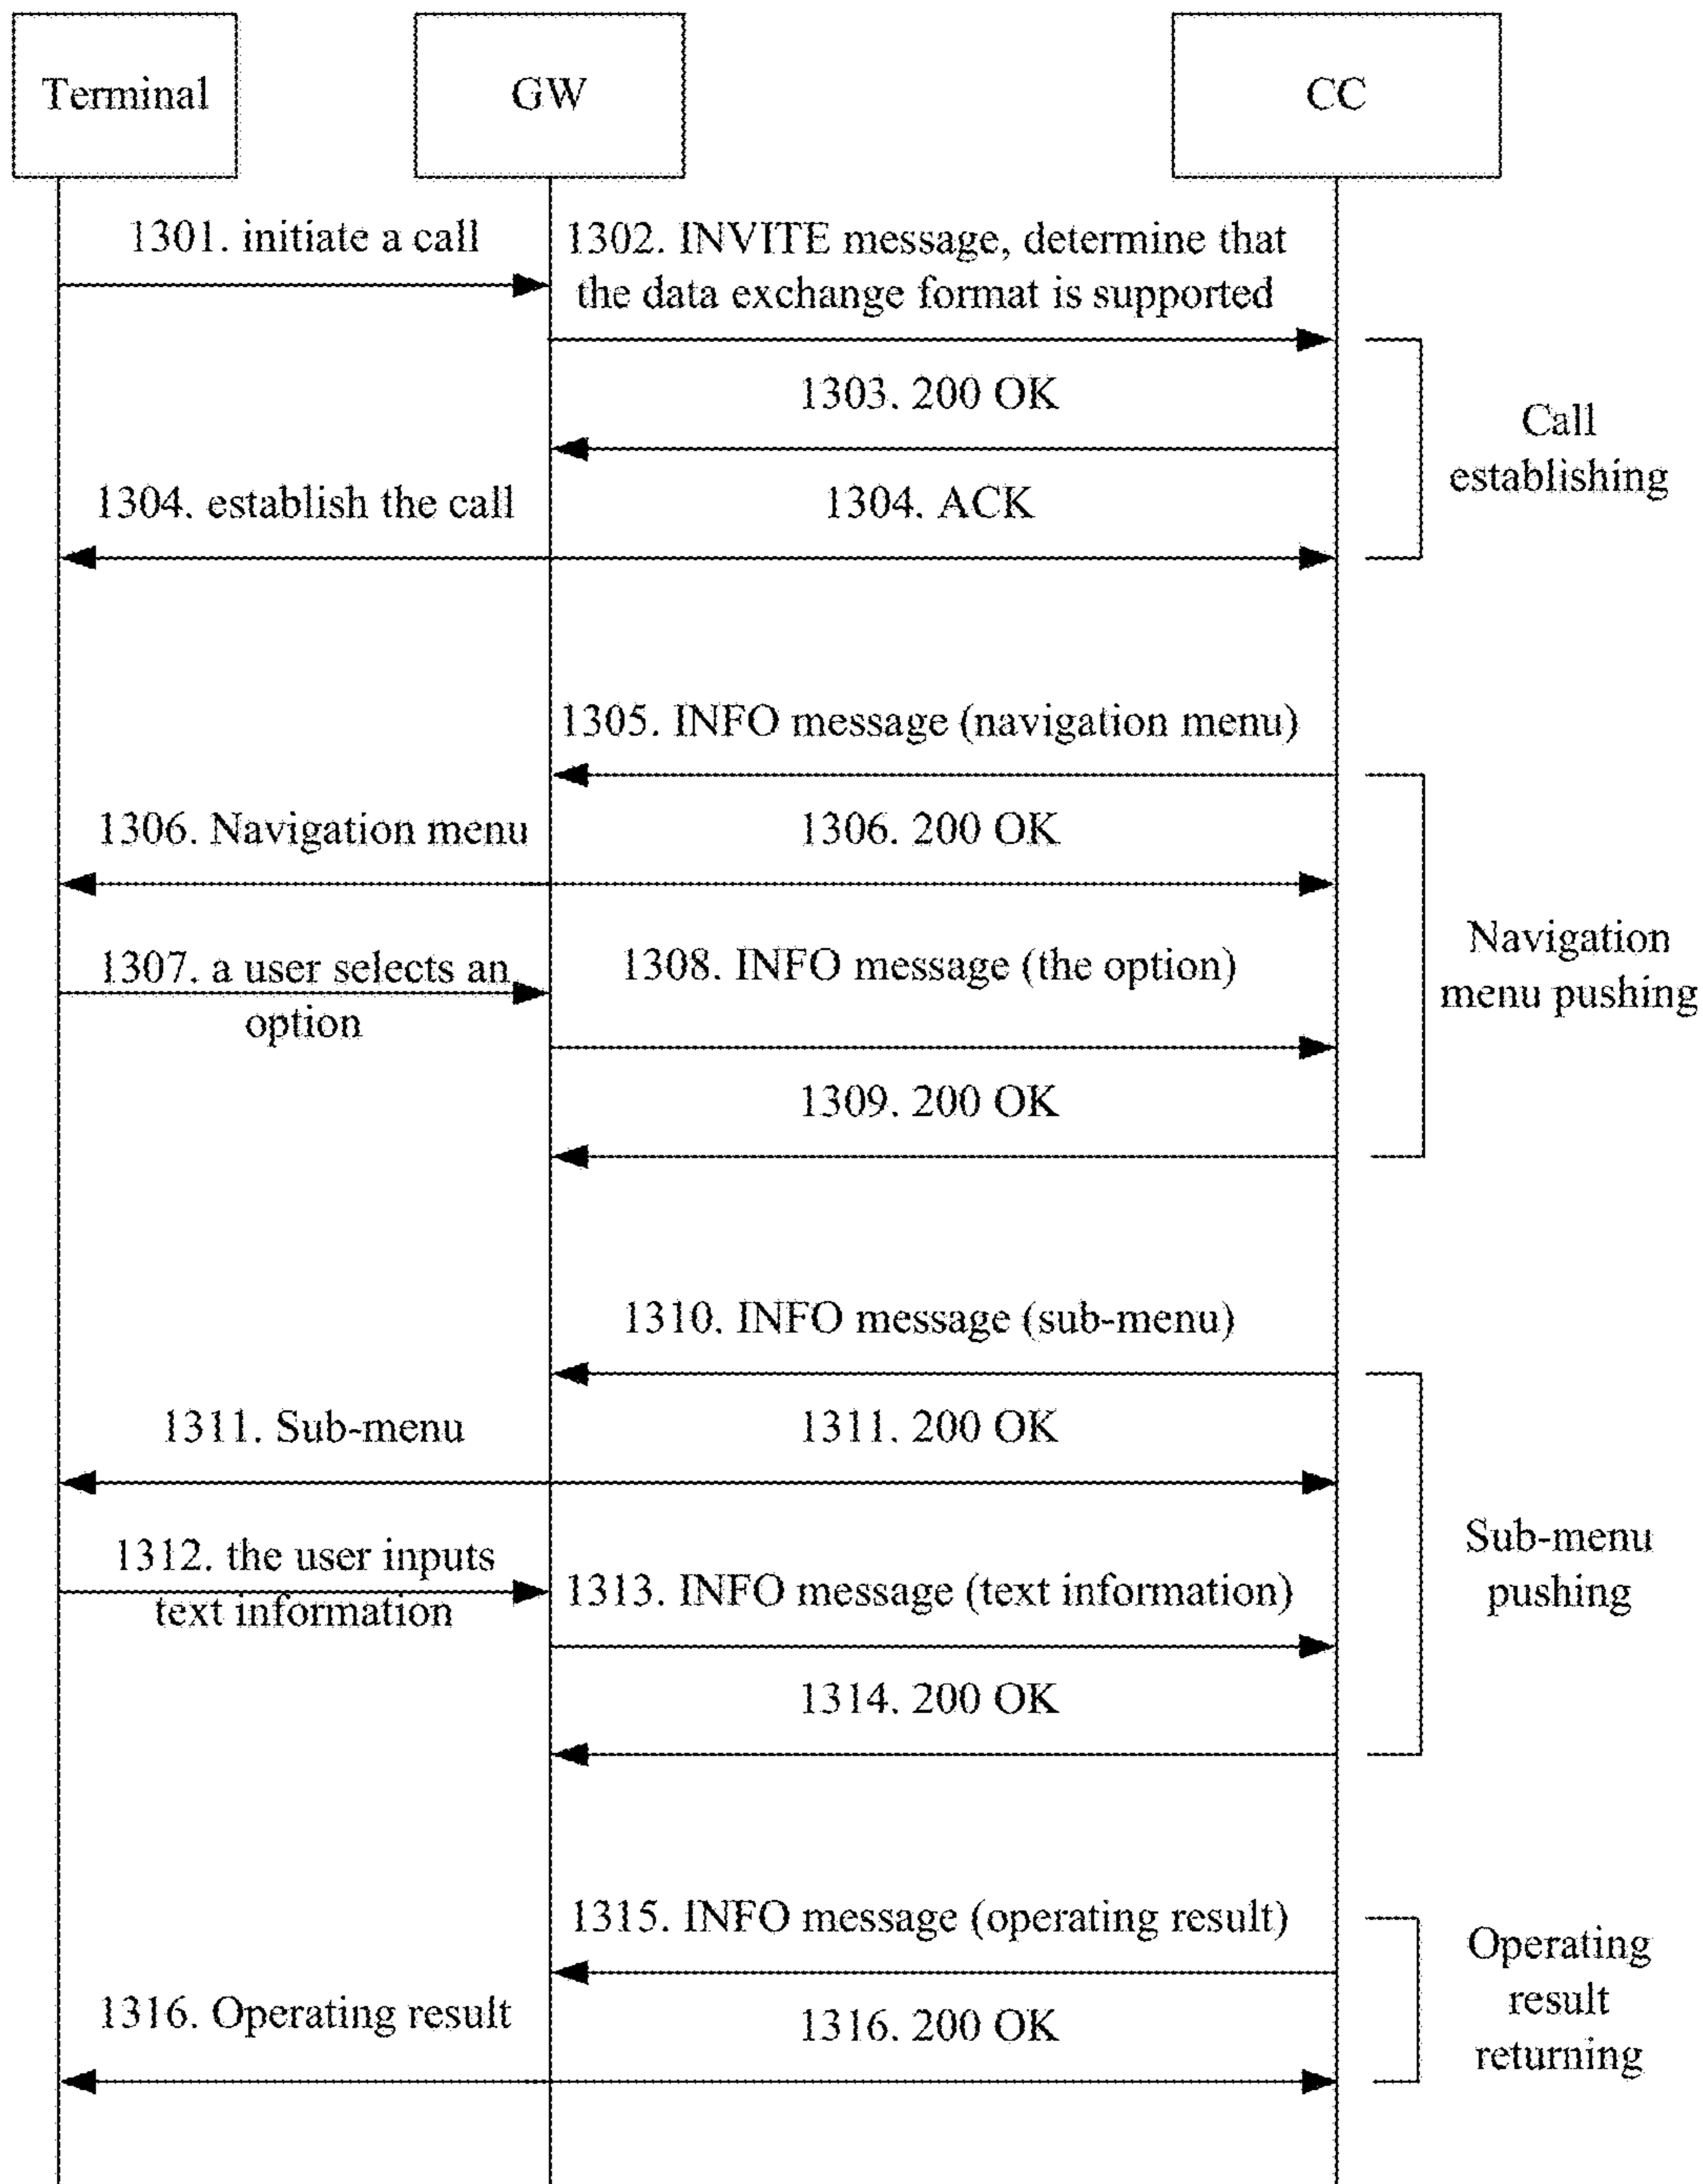 Terminal
GW
CC
1301. initiate a call
1302. INVITE message, determine that
the data exchange format is supported
1303. 200 OK
Call
establishing
1304. establish the call
1304. ACK
1305. INFO message (navigation menu)
1306. Navigation menu
1306. 200 OK
1307. a user selects an
option
1308. INFO message (the option)
Navigation
menu pushing
1309. 200 OK
1310. INFO message (sub-menu)
1311. Sub-menu
1311. 200 OK
1312. the user inputs
text information
1313. INFO message (text information)
Sub-menu
pushing
1314. 200 OK
1315. INFO message (operating result)
1316. Operating result
1316. 200 OK
Operating
result
returning